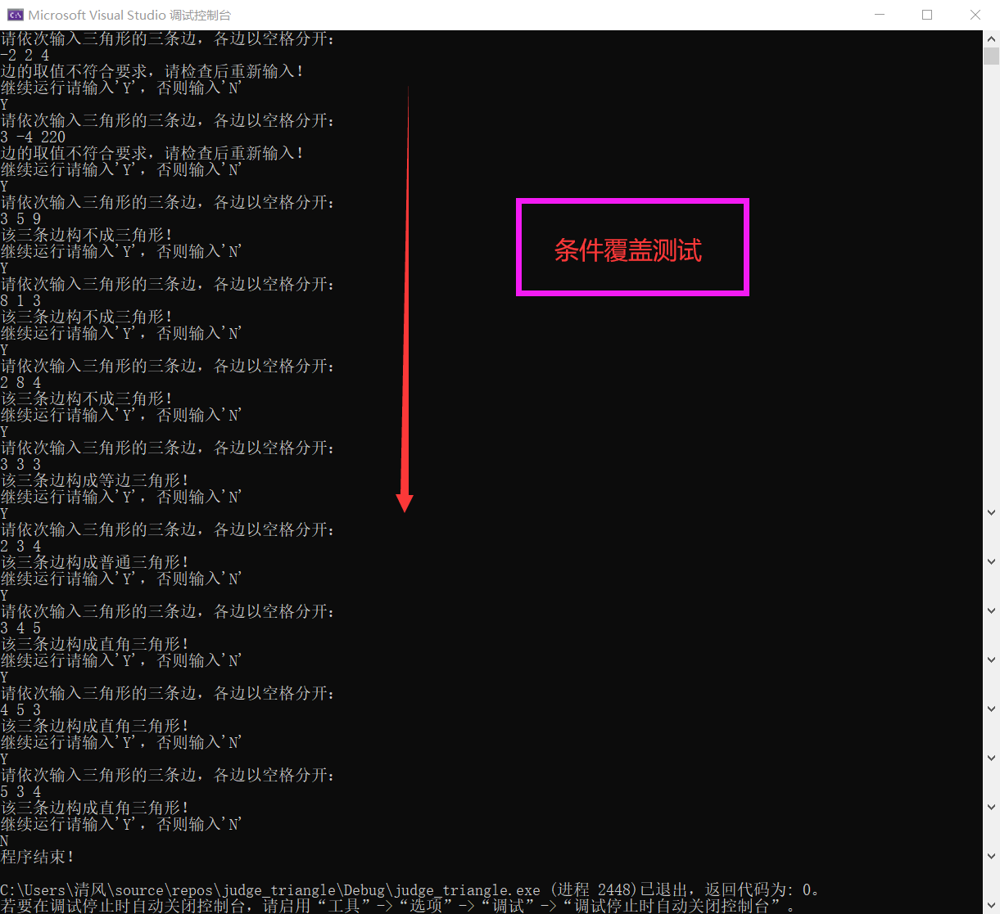 Microsoft Visual Studio 调试控制台
请依次输入三角形的三条边，各边以空格分开：
-2 2 4
边的取值不符合要求，请检查后重新输入！
继续运行请输入'Y'，否则输入'N'
Y
请依次输入三角形的三条边，各边以空格分开：
3 -4 220
边的取值不符合要求，请检查后重新输入！
继续运行请输入'Y'，否则输入'N'
Y
请依次输入三角形的三条边，各边以空格分开：
3 5 9
该三条边构不成三角形！
继续运行请输入'Y'，否则输入'N'
条件覆盖测试
Y
请依次输入三角形的三条边，各边以空格分开：
8 1 3
该三条边构不成三角形！
继续运行请输入'Y'，否则输入'N'
Y
请依次输入三角形的三条边，各边以空格分开：
2 8 4
该三条边构不成三角形！
继续运行请输入'Y'，否则输入'N'
Y
请依次输入三角形的三条边，各边以空格分开：
3 3 3
该三条边构成等边三角形！
继续运行请输入'Y'，否则输入'N'
Y
请依次输入三角形的三条边，各边以空格分开：
2 3 4
该三条边构成普通三角形！
继续运行请输入'Y'，否则输入'N'
Y
请依次输入三角形的三条边，各边以空格分开：
3 4 5
该三条边构成直角三角形！
继续运行请输入'Y'，否则输入'N'
Y
请依次输入三角形的三条边，各边以空格分开：
4 5 3
该三条边构成直角三角形！
继续运行请输入'Y'，否则输入'N'
Y
请依次输入三角形的三条边，各边以空格分开：
5 3 4
该三条边构成直角三角形！
继续运行请输入'Y'，否则输入'N'
N
程序结束！
C:\Users\清风\source\repos\judge_triangle\Debug\judge_triangle.exe (进程 2448)已退出，返回代码为: 0。
若要在调试停止时自动关闭控制台，请启用“工具”->“选项”->“调试”->“调试停止时自动关闭控制台”。